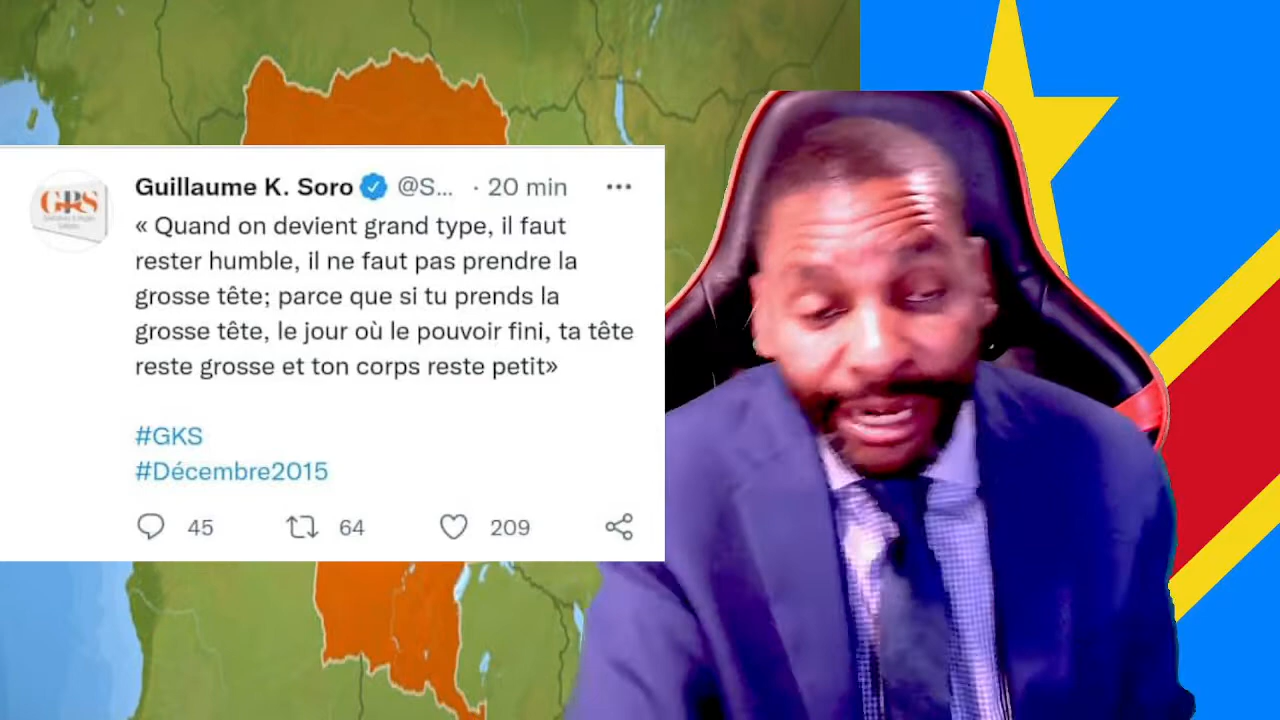 GPS
Guillaume K. Soro @S... · 20 min
« Quand on devient grand type, il faut
rester humble, il ne faut pas prendre la
grosse tête; parce que si tu prends la
grosse tête, le jour où le pouvoir fini, ta tête
reste grosse et ton corps reste petit»
#GKS
#Décembre2015
45 64 209